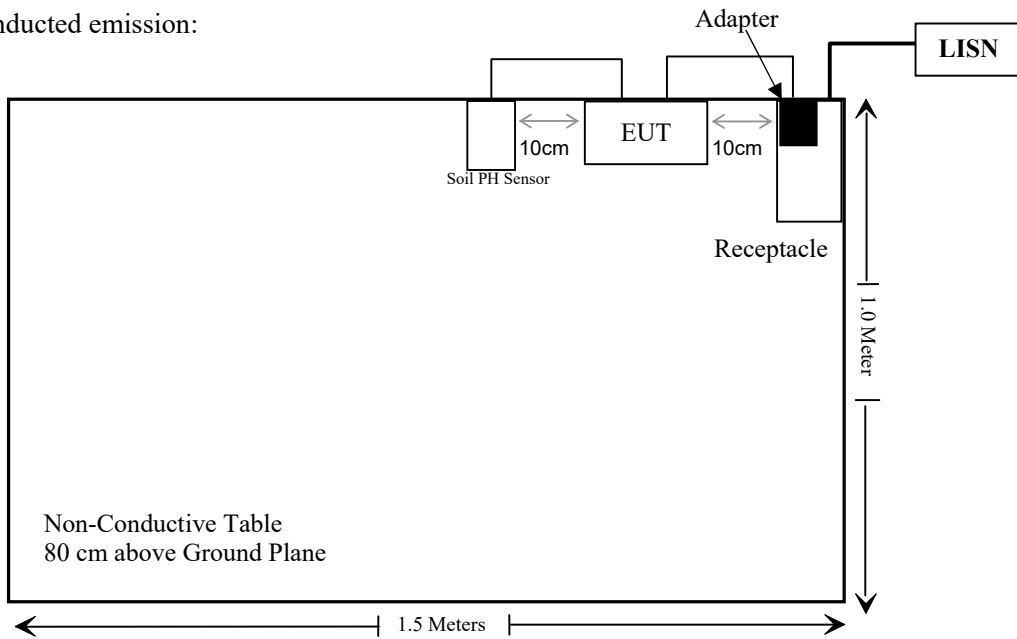 nducted emission:
Adapter
LISN
EUT
10cm
10cm
Soil PH Sensor
Receptacle
1.0 Meter
Non-Conductive Table
80 cm above Ground Plane
1.5 Meters